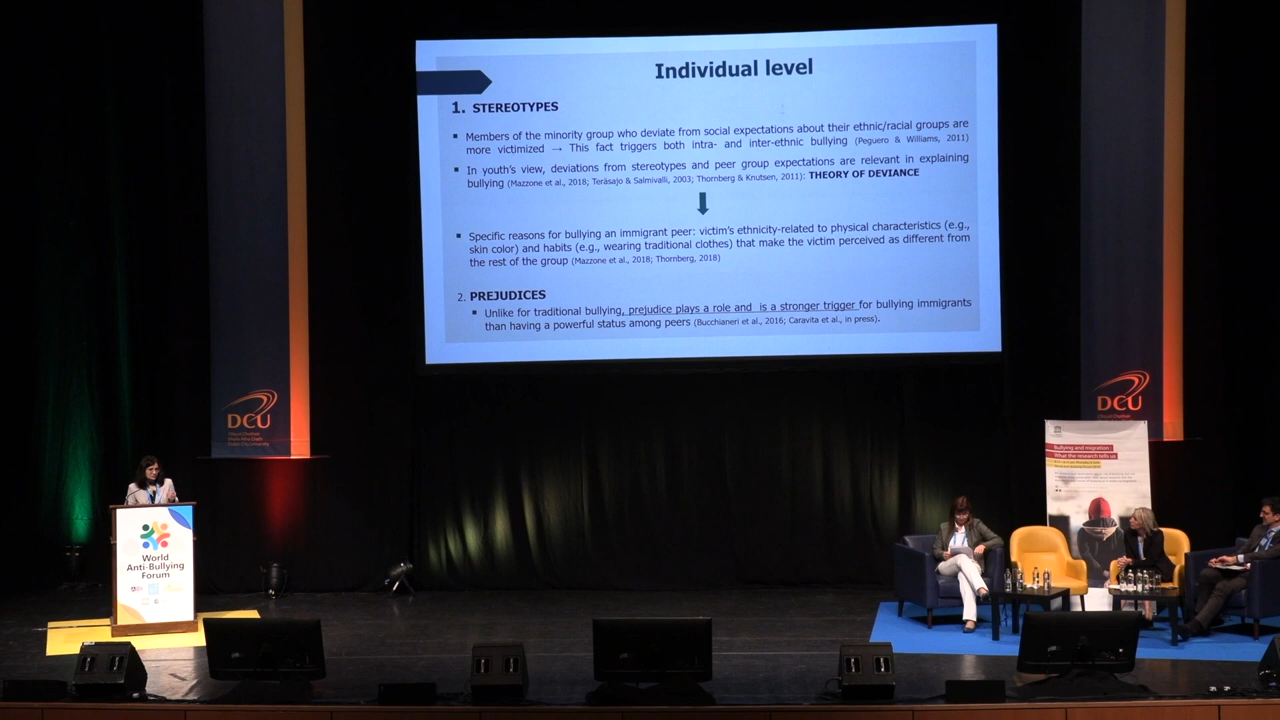 Individual level
1. STEREOTYPES
▪ Members of the minority group who deviate from social expectations about their ethnic/racial groups are
more victimized → This fact triggers both intra- and inter-ethnic bullying (Peguero & Williams, 2011)
▪ In youth's view, deviations from stereotypes and peer group expectations are relevant in explaining
bullying (Mazzone et al., 2018; Teräsajo & Salmivalli, 2003; Thornberg & Knutsen, 2011): THEORY OF DEVIANCE
▪ Specific reasons for bullying an immigrant peer: victim's ethnicity-related to physical characteristics (e.g.,
skin color) and habits (e.g., wearing traditional clothes) that make the victim perceived as different from
the rest of the group (Mazzone et al., 2018; Thornberg, 2018)
2. PREJUDICES
▪ Unlike for traditional bullying, prejudice plays a role and is a stronger trigger for bullying immigrants
than having a powerful status among peers (Bucchianeri et al., 2016; Caravita et al., in press).
DCU
DCU
Bullying and migration
What the research tells us
World
Anti-Bullying
Forum